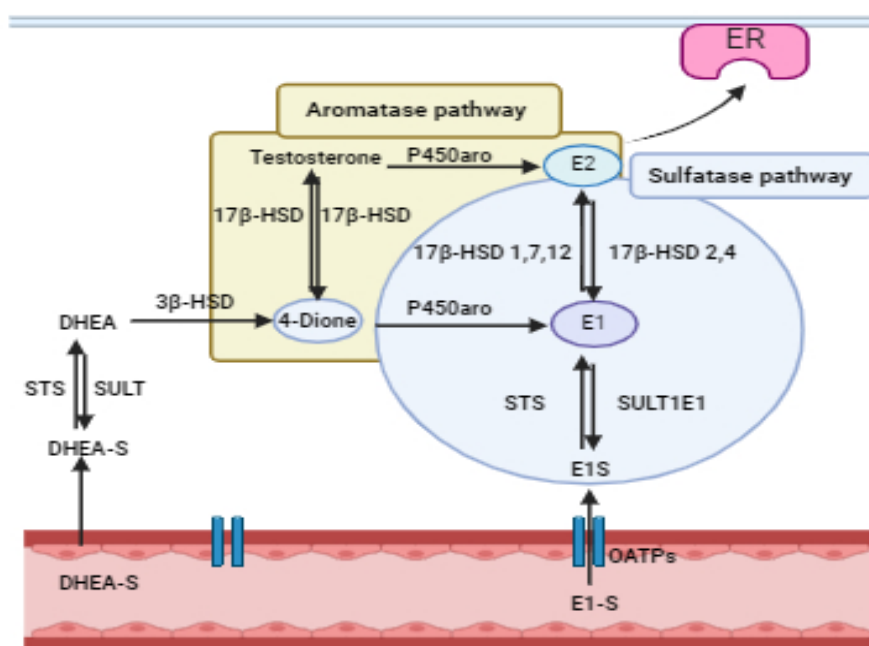 ER
Aromatase pathway
Testosterone
P450aro
E2
Sulfatase pathway
17β-HSD
17β-HSD
17β-HSD 1,7,12
17β-HSD 2,4
3β-HSD
DHEA
4-Dione
P450aro
E1
STS
SULT
STS
SULT1E1
DHEA-S
E1S
OATPs
DHEA-S
E1-S